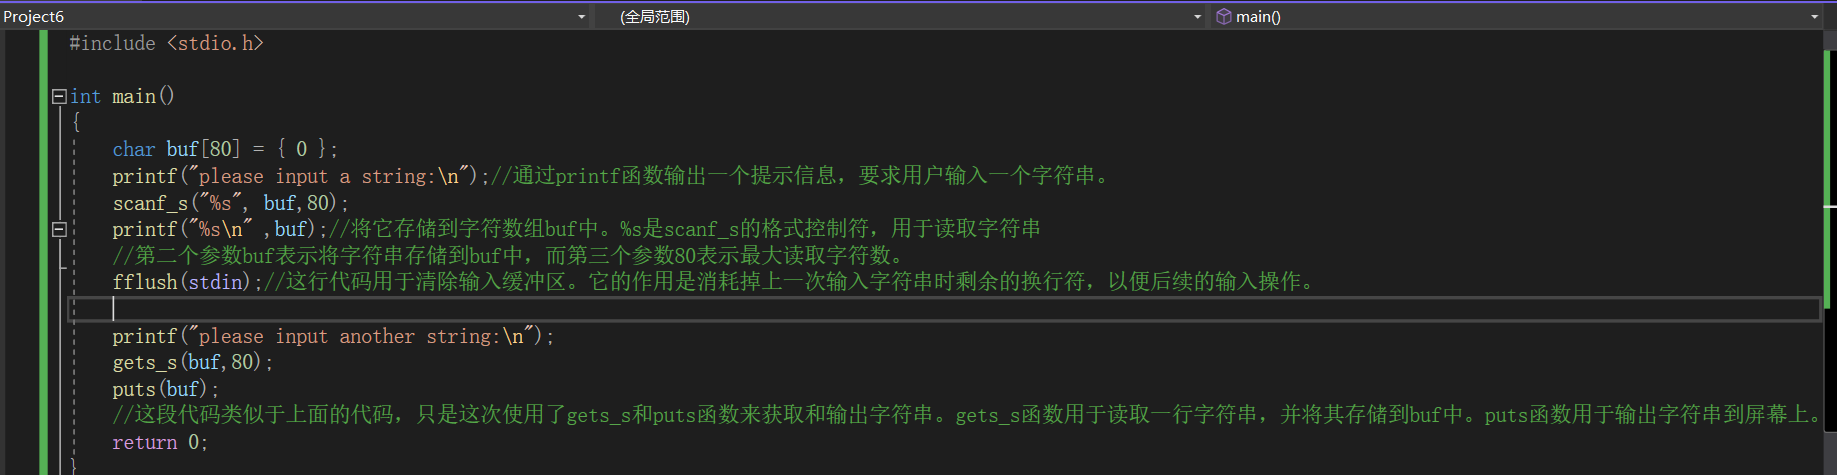 Project6 (全局范围) main()
#include <stdio.h>
int main()
{
char buf[80] = { 0 };
printf("please input a string:\n");//通过printf函数输出一个提示信息，要求用户输入一个字符串。
scanf_s("%s", buf,80);
printf("%s\n" ,buf);//将它存储到字符数组buf中。%s是scanf_s的格式控制符，用于读取字符串
//第二个参数buf表示将字符串存储到buf中，而第三个参数80表示最大读取字符数。
fflush(stdin);//这行代码用于清除输入缓冲区。它的作用是消耗掉上一次输入字符串时剩余的换行符，以便后续的输入操作。
printf("please input another string:\n");
gets_s(buf,80);
puts(buf);
//这段代码类似于上面的代码，只是这次使用了gets_s和puts函数来获取和输出字符串。gets_s函数用于读取一行字符串，并将其存储到buf中。puts函数用于输出字符串到屏幕上。
return 0;
}